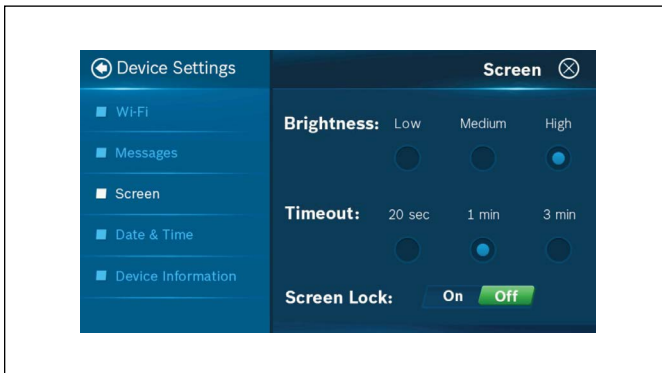 Device Settings
Screen
Wi-Fi
Messages
Screen
Date & Time
Device Information
Brightness: Low Medium High
Timeout: 20 sec 1 min 3 min
Screen Lock: On Off